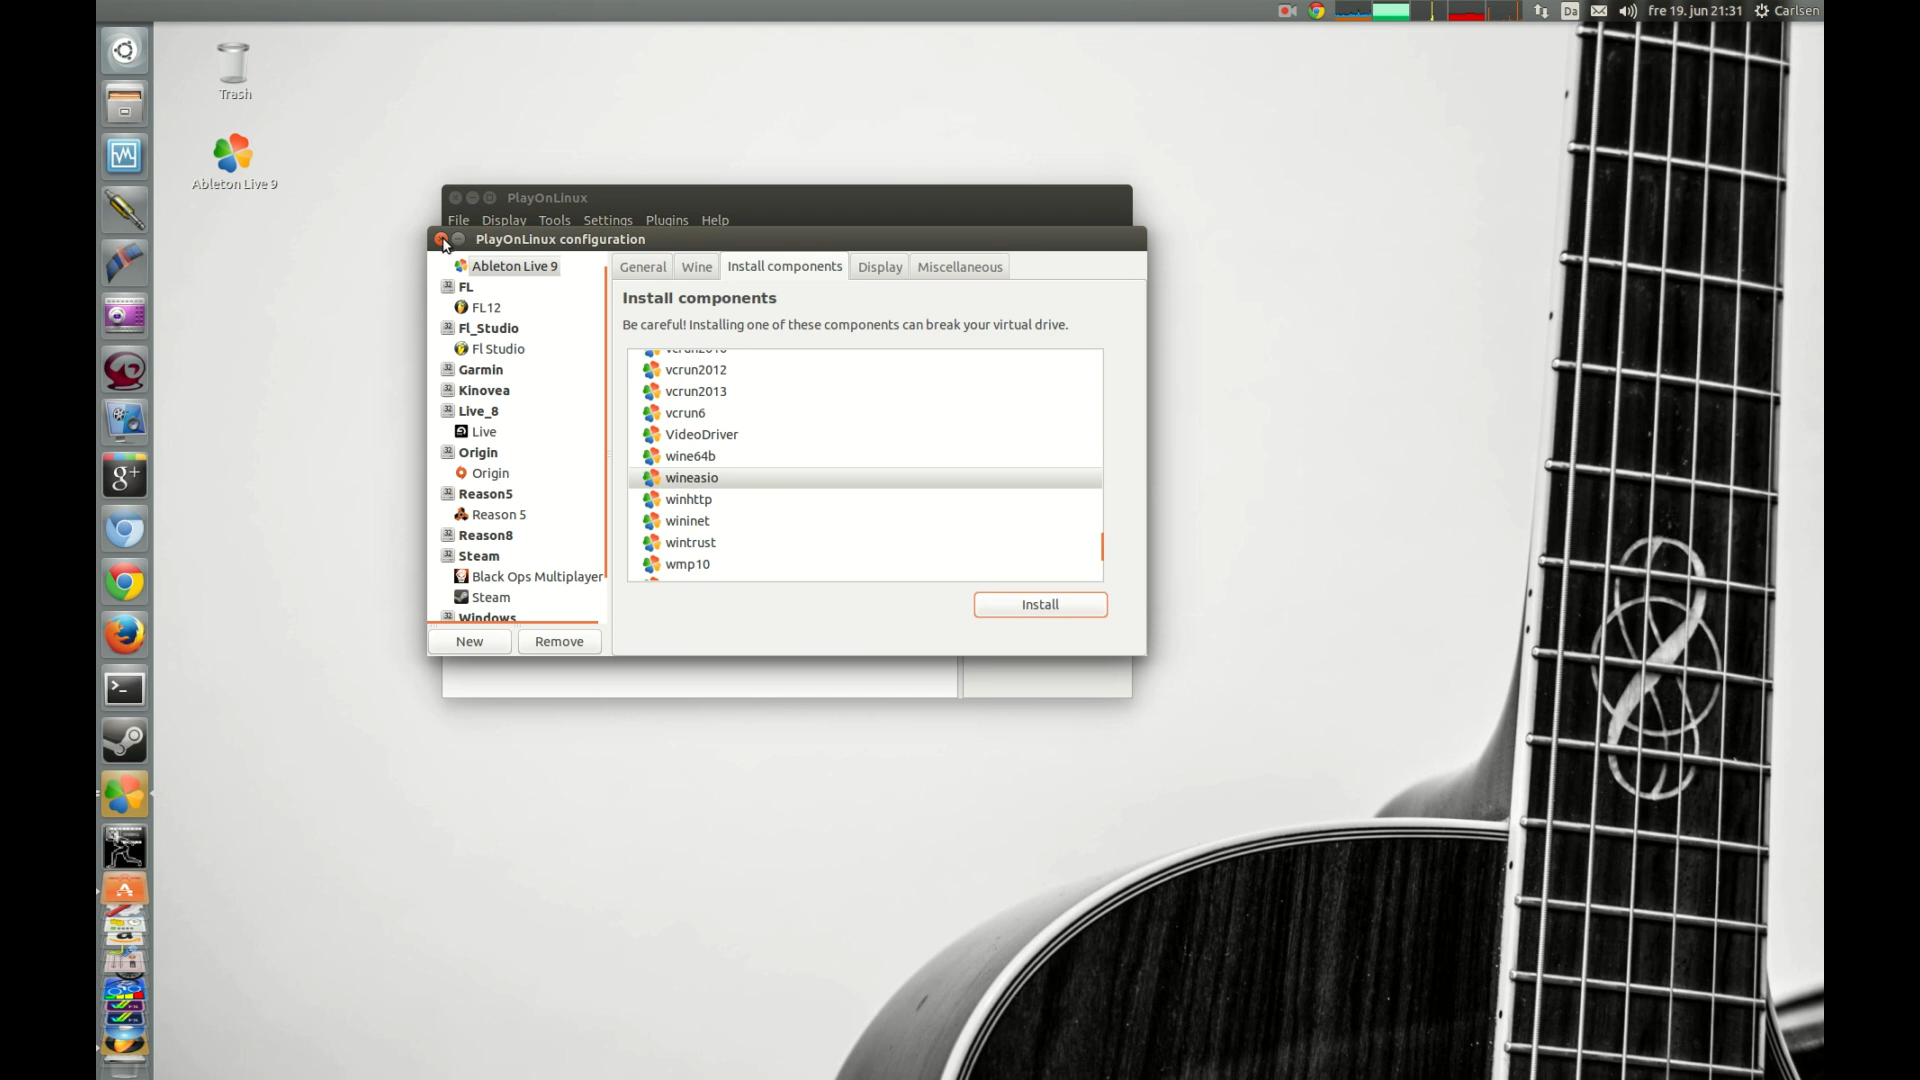 Da
fre 19. jun 21:31
Carlsen
Trash
Ableton Live 9
PlayOnLinux
File Display Tools Settings Plugins Help
PlayOnLinux configuration
Ableton Live 9
FL
FL12
Fl_Studio
Fl Studio
Garmin
Kinovea
Live_8
Live
Origin
Origin
Reason5
Reason 5
Reason8
Steam
Black Ops Multiplayer
Steam
Windows
New
Remove
General
Wine
Install components
Display
Miscellaneous
Install components
Be careful! Installing one of these components can break your virtual drive.
vcrun2012
vcrun2013
vcrun6
VideoDriver
wine64b
wineasio
winhttp
wininet
wintrust
wmp10
Install
g+